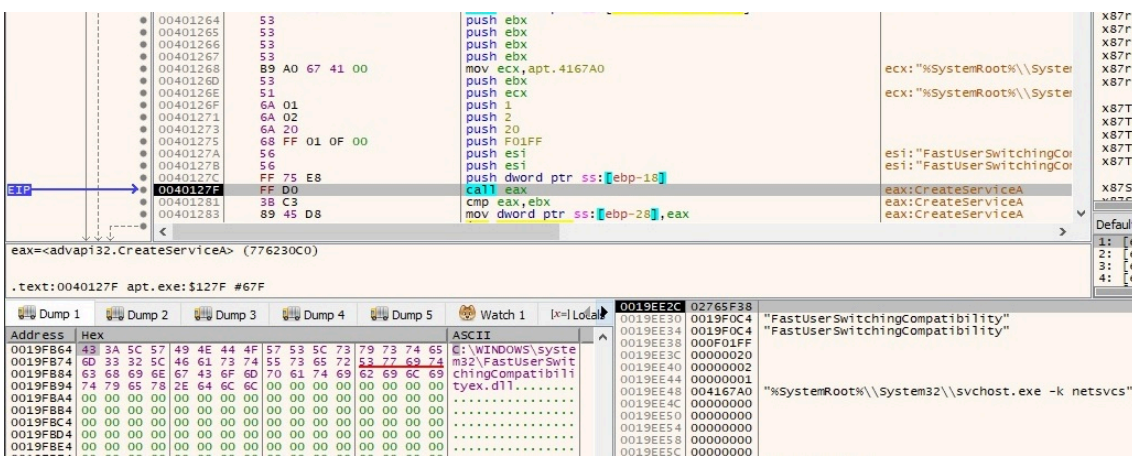 00401264 53 push ebx x87r
00401265 53 push ebx x87r
00401266 53 push ebx x87r
00401267 53 push ebx x87r
00401268 B9 A0 67 41 00 mov ecx,apt.4167A0 ecx:"%SystemRoot%\\System x87r
0040126D 53 push ebx x87r
0040126E 51 push ecx ecx:"%SystemRoot%\\System
0040126F 6A 01 push 1 x87T
00401271 6A 02 push 2 x87T
00401273 6A 20 push 20 x87T
00401275 68 FF 01 0F 00 push F01FF x87T
0040127A 56 push esi esi:"FastUserSwitchingCom x87T
0040127B 56 push esi esi:"FastUserSwitchingCom
0040127C FF 75 E8 push dword ptr ss:[ebp-18]
EIP 0040127F FF D0 call eax eax:CreateServiceA x87S
00401281 3B C3 cmp eax,ebx eax:CreateServiceA
00401283 89 45 D8 mov dword ptr ss:[ebp-28],eax eax:CreateServiceA
Default
eax=<advapi32.CreateServiceA> (776230C0)
1: [e
2: [e
3: [e
4: [e
.text:0040127F apt.exe:$127F #67F
Dump 1 Dump 2 Dump 3 Dump 4 Dump 5 Watch 1 [x=] Locals
Address Hex ASCII
0019FB64 43 3A 5C 57 49 4E 44 4F 57 53 5C 73 79 73 74 65 C:\WINDOWS\syste
0019FB74 6D 33 32 5C 46 61 73 74 55 73 65 72 53 77 69 74 m32\FastUserSwit
0019FB84 63 68 69 6E 67 43 6F 6D 70 61 74 69 62 69 6C 69 chingCompatibili
0019FB94 74 79 65 78 2E 64 6C 6C 00 00 00 00 00 00 00 00 tyex.dll........
0019FBA4 00 00 00 00 00 00 00 00 00 00 00 00 00 00 00 00 ................
0019FBB4 00 00 00 00 00 00 00 00 00 00 00 00 00 00 00 00 ................
0019FBC4 00 00 00 00 00 00 00 00 00 00 00 00 00 00 00 00 ................
0019FBD4 00 00 00 00 00 00 00 00 00 00 00 00 00 00 00 00 ................
0019FBE4 00 00 00 00 00 00 00 00 00 00 00 00 00 00 00 00 ................
0019EE2C 02765F38
0019EE30 0019F0C4 "FastUserSwitchingCompatibility"
0019EE34 0019F0C4 "FastUserSwitchingCompatibility"
0019EE38 000F01FF
0019EE3C 00000020
0019EE40 00000002
0019EE44 00000001
0019EE48 004167A0 "%SystemRoot%\\System32\\svchost.exe -k netsvcs"
0019EE4C 00000000
0019EE50 00000000
0019EE54 00000000
0019EE58 00000000
0019EE5C 00000000